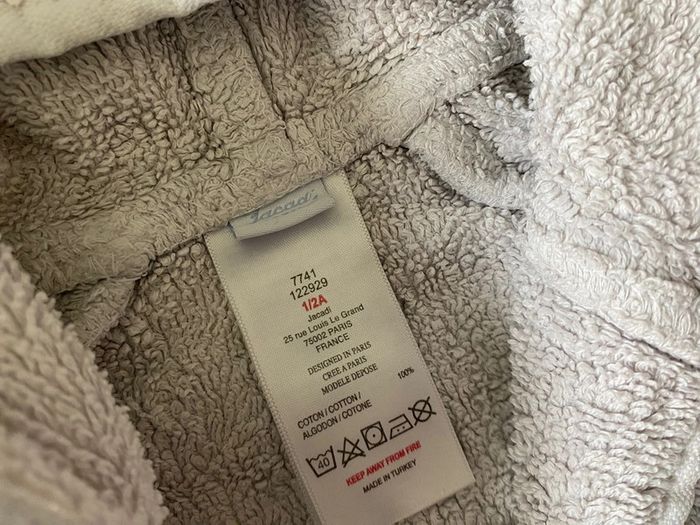 Jacadi
7741
122929
1/2A
Jacadi
25 rue Louis Le Grand
75002 PARIS
FRANCE
DESIGNED IN PARIS
CREE A PARIS
MODELE DEPOSE
100%
COTON / COTTON /
ALGODON / COTONE
40
KEEP AWAY FROM FIRE
MADE IN TURKEY